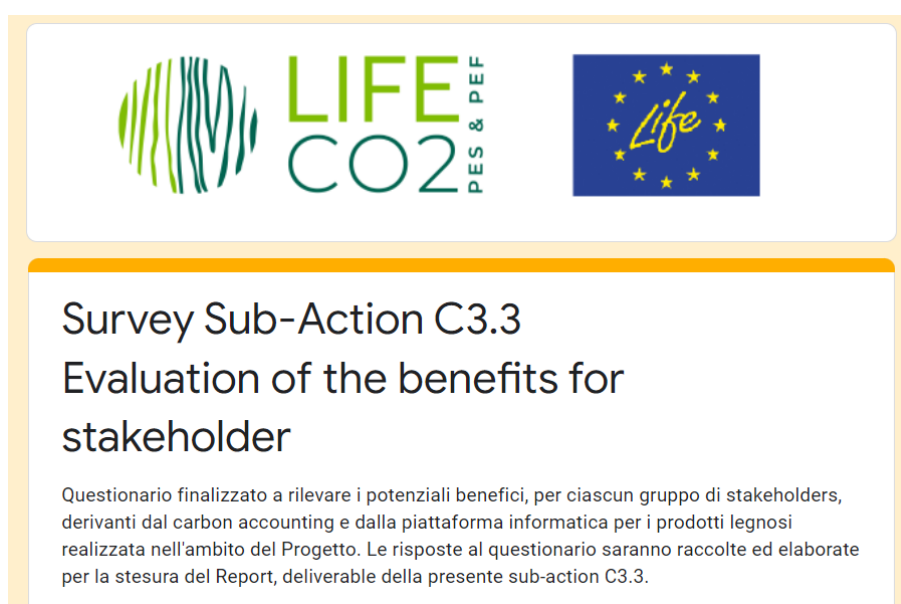 LIFE
CO2
PES & PEF
life
Survey Sub-Action C3.3
Evaluation of the benefits for
stakeholder
Questionario finalizzato a rilevare i potenziali benefici, per ciascun gruppo di stakeholders,
derivanti dal carbon accounting e dalla piattaforma informatica per i prodotti legnosi
realizzata nell'ambito del Progetto. Le risposte al questionario saranno raccolte ed elaborate
per la stesura del Report, deliverable della presente sub-action C3.3.